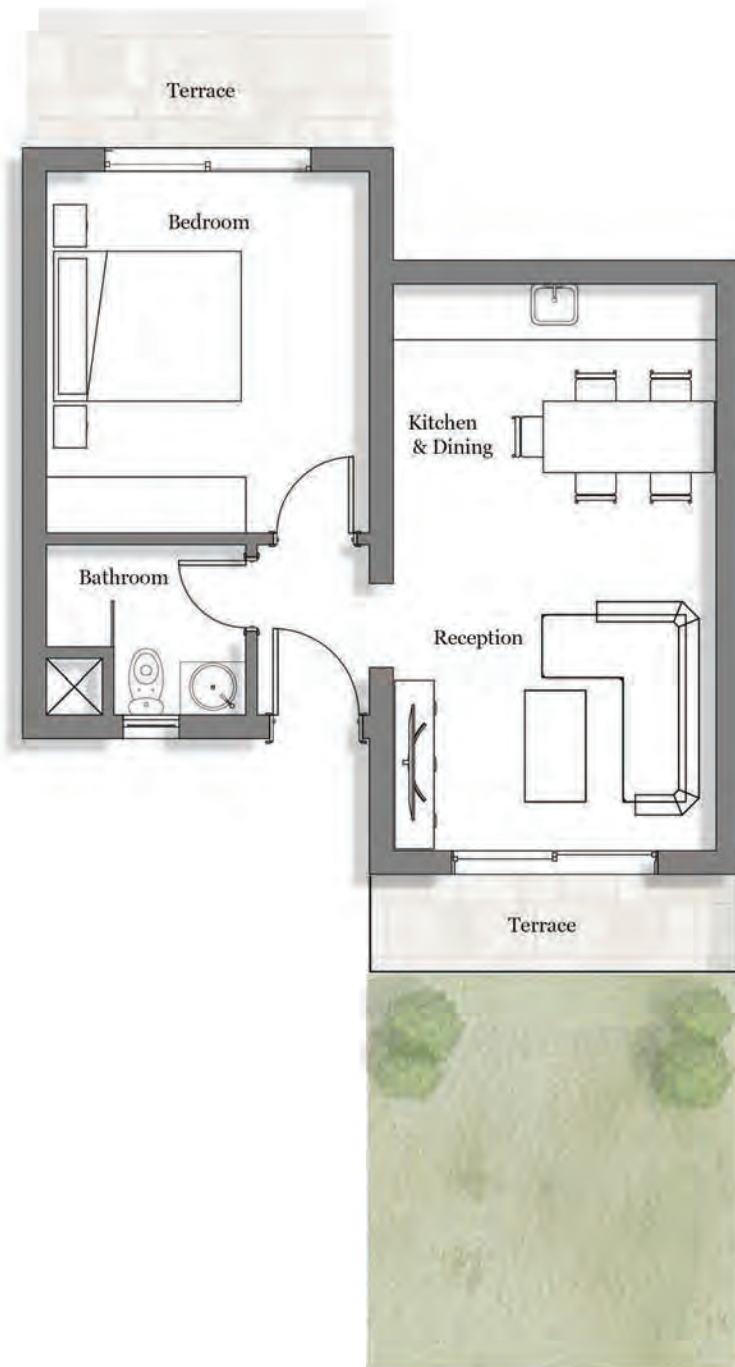 Terrace
Bedroom
Kitchen
& Dining
Bathroom
Reception
Terrace